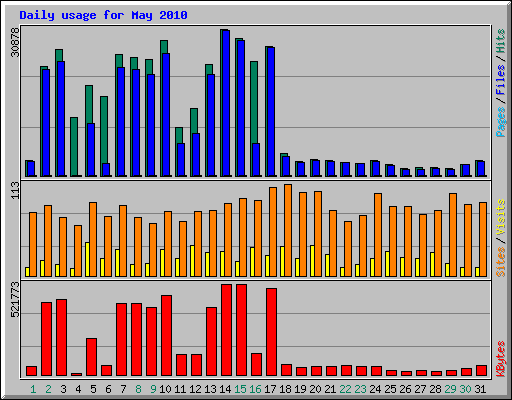 Daily usage for May 2010
30878
Pages / Files / Hits
113
Sites / Visits
521773
KBytes
1 2 3 4 5 6 7 8 9 10 11 12 13 14 15 16 17 18 19 20 21 22 23 24 25 26 27 28 29 30 31